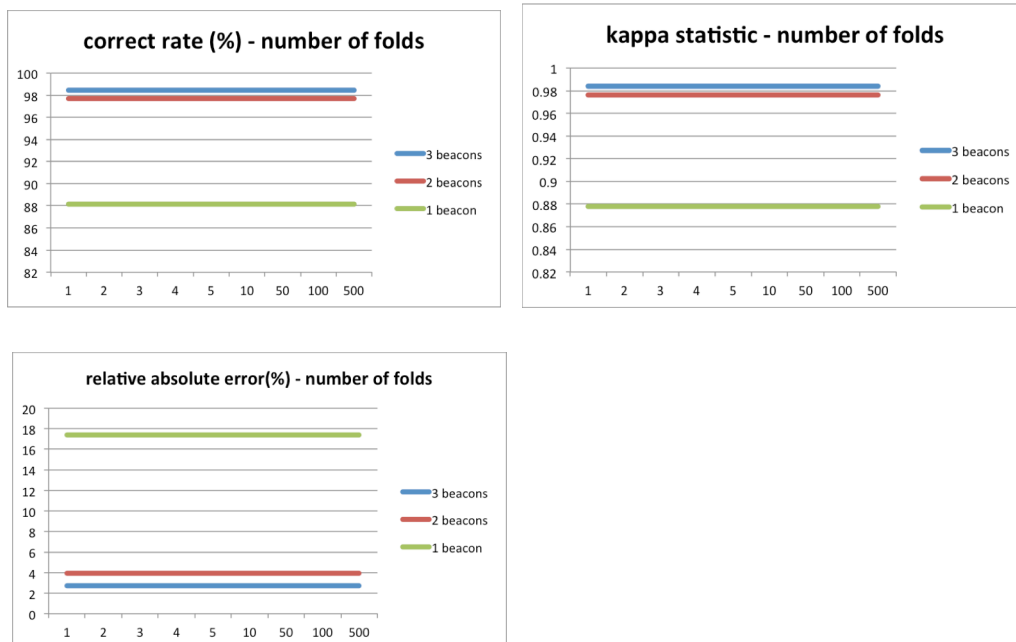 correct rate (%) - number of folds
100
98
96
94
92
90
88
86
84
82
1 2 3 4 5 10 50 100 500
3 beacons
2 beacons
1 beacon
kappa statistic - number of folds
1
0.98
0.96
0.94
0.92
0.9
0.88
0.86
0.84
0.82
1 2 3 4 5 10 50 100 500
3 beacons
2 beacons
1 beacon
relative absolute error(%) - number of folds
20
18
16
14
12
10
8
6
4
2
0
1 2 3 4 5 10 50 100 500
3 beacons
2 beacons
1 beacon